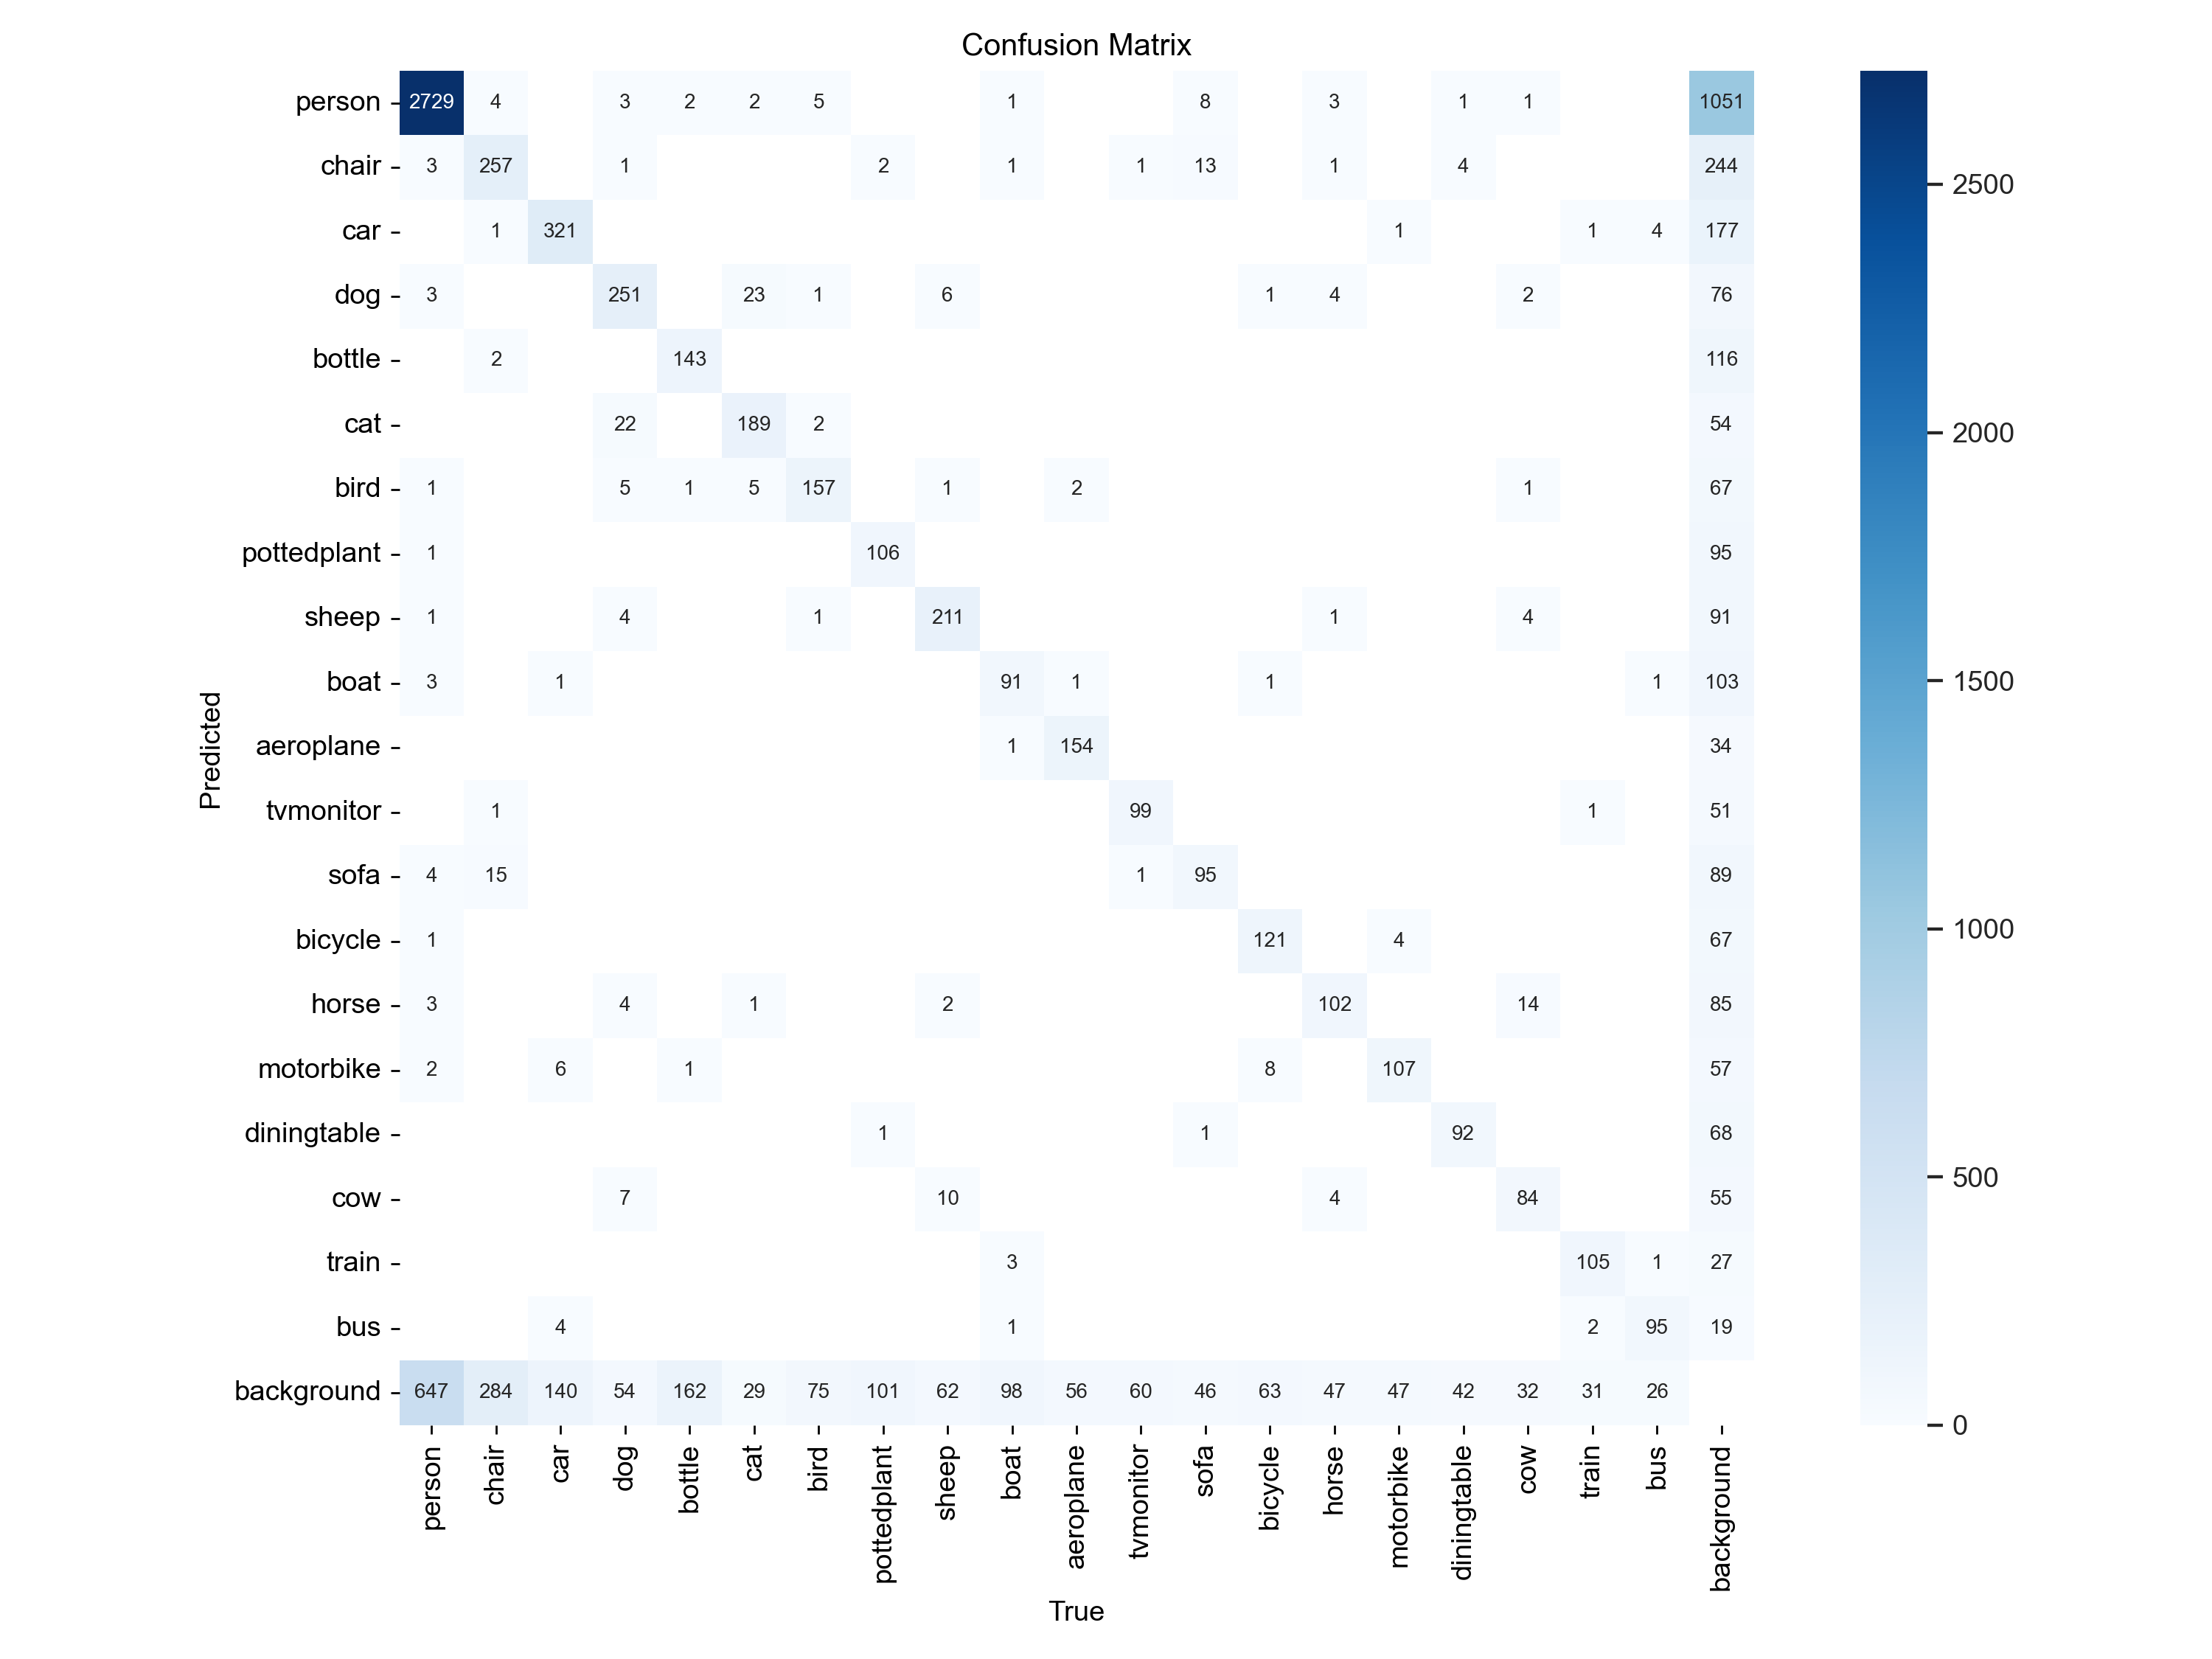 Confusion Matrix
person 2729 4 3 2 2 5 1 8 3 1 1 1051
chair 3 257 1 2 1 1 13 1 4 244
2500
car 1 321 1 1 4 177
dog 3 251 23 1 6 1 4 2 76
bottle 2 143 116
2000
cat 22 189 2 54
bird 1 5 1 5 157 1 2 1 67
pottedplant 1 106 95
sheep 1 4 1 211 1 4 91
boat 3 1 91 1 1 1 103
1500
Predicted
aeroplane 1 154 34
tvmonitor 1 99 1 51
sofa 4 15 1 95 89
bicycle 1 121 4 67
1000
horse 3 4 1 2 102 14 85
motorbike 2 6 1 8 107 57
diningtable 1 1 92 68
cow 7 10 4 84 55
500
train 3 105 1 27
bus 4 1 2 95 19
background 647 284 140 54 162 29 75 101 62 98 56 60 46 63 47 47 42 32 31 26
0
person chair car dog bottle cat bird pottedplant sheep boat aeroplane tvmonitor sofa bicycle horse motorbike diningtable cow train bus background
True